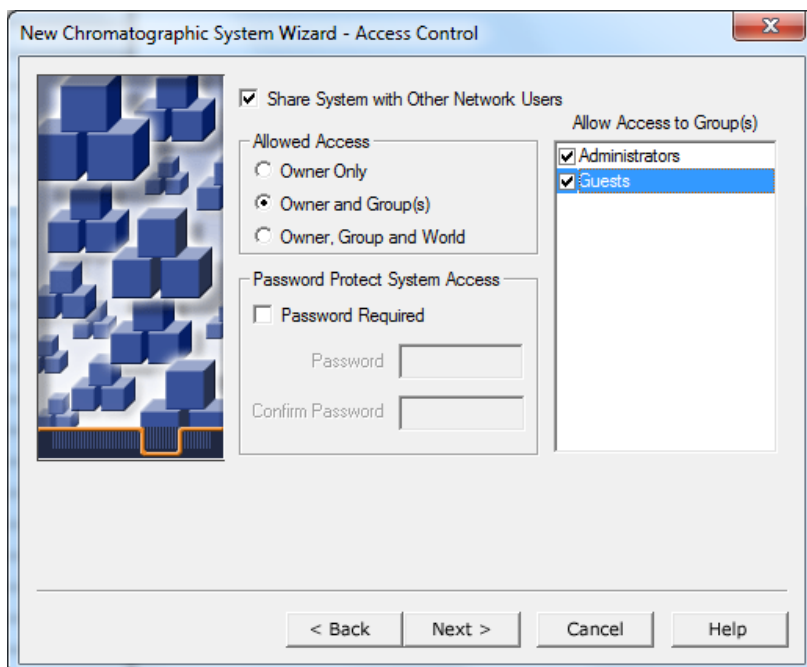 New Chromatographic System Wizard - Access Control
Share System with Other Network Users
Allowed Access
Owner Only
Owner and Group(s)
Owner, Group and World
Password Protect System Access
Password Required
Password
Confirm Password
Allow Access to Group(s)
Administrators
Guests
< Back
Next >
Cancel
Help